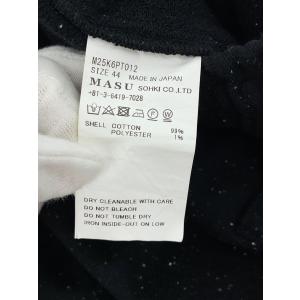 M25K6PT012
SIZE 44 MADE IN JAPAN
MASU SOHKI CO.,LTD
+81-3-6419-7028
SHELL COTTON 99%
POLYESTER 1%
DRY CLEANABLE WITH CARE
DO NOT BLEACH
DO NOT TUMBLE DRY
IRON INSIDE-OUT ON LOW